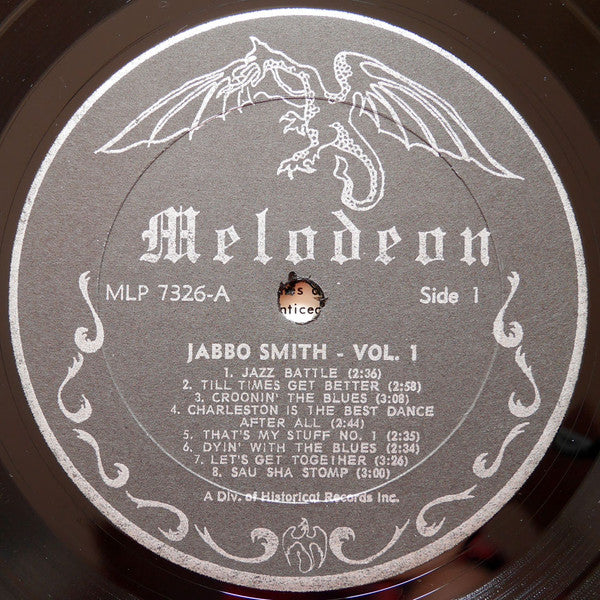 Melodeon
MLP 7326-A
Side 1
JABBO SMITH - VOL. 1
1. JAZZ BATTLE (2:36)
2. TILL TIMES GET BETTER (2:58)
3. CROONIN' THE BLUES (3:08)
4. CHARLESTON IS THE BEST DANCE
AFTER ALL (2:44)
5. THAT'S MY STUFF NO. 1 (2:35)
6. DYIN' WITH THE BLUES (2:34)
7. LET'S GET TOGETHER (3:26)
8. SAU SHA STOMP (3:00)
A Div. of Historical Records Inc.